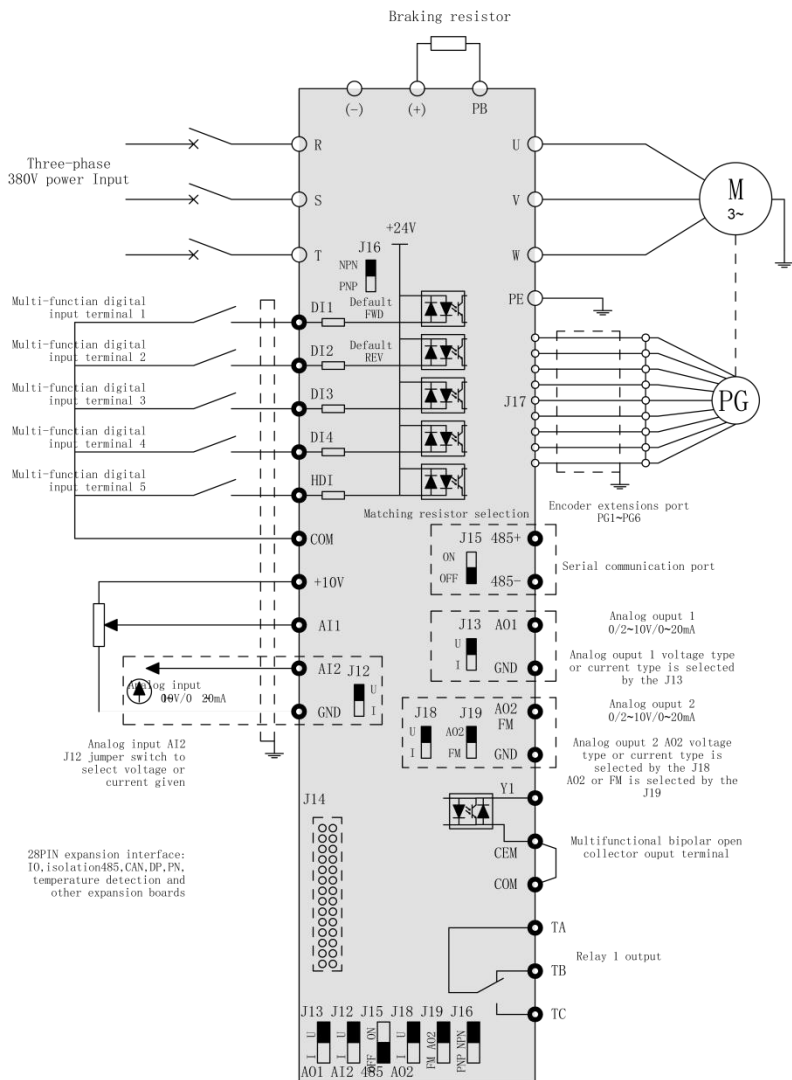 Braking resistor
(-)
(+)
PB
R
Three-phase
380V power Input
S
T
U
V
W
M
3~
+24V
J16
NPN
PNP
PE
Multi-functian digital
input terminal 1
DI1
Default
FWD
Multi-functian digital
input terminal 2
DI2
Default
REV
Multi-functian digital
input terminal 3
DI3
Multi-functian digital
input terminal 4
DI4
Multi-functian digital
input terminal 5
HDI
J17
PG
Encoder extensions port
PG1~PG6
Matching resistor selection
COM
J15
485+
ON
OFF
485-
Serial communication port
+10V
AI1
J13
AO1
U
I
GND
Analog ouput 1
0/2~10V/0~20mA
Analog ouput 1 voltage type
or current type is selected
by the J13
AI2
J12
U
I
Analog input
GND
Analog input AI2
J12 jumper switch to
select voltage or
current given
J18
J19
AO2
FM
U
I
AO2
FM
GND
Analog ouput 2
0/2~10V/0~20mA
Analog ouput 2 AO2 voltage
type or current type is
selected by the J18
AO2 or FM is selected by the
J19
Y1
CEM
COM
Multifunctional bipolar open
collector ouput terminal
J14
28PIN expansion interface:
IO,isolation485,CAN,DP,PN,
temperature detection and
other expansion boards
TA
TB
TC
Relay 1 output
J13 J12 J15 J18 J19 J16
I U
I U
OFF ON
I U
FM AO2
PNP NPN
AO1 AI2 485 AO2